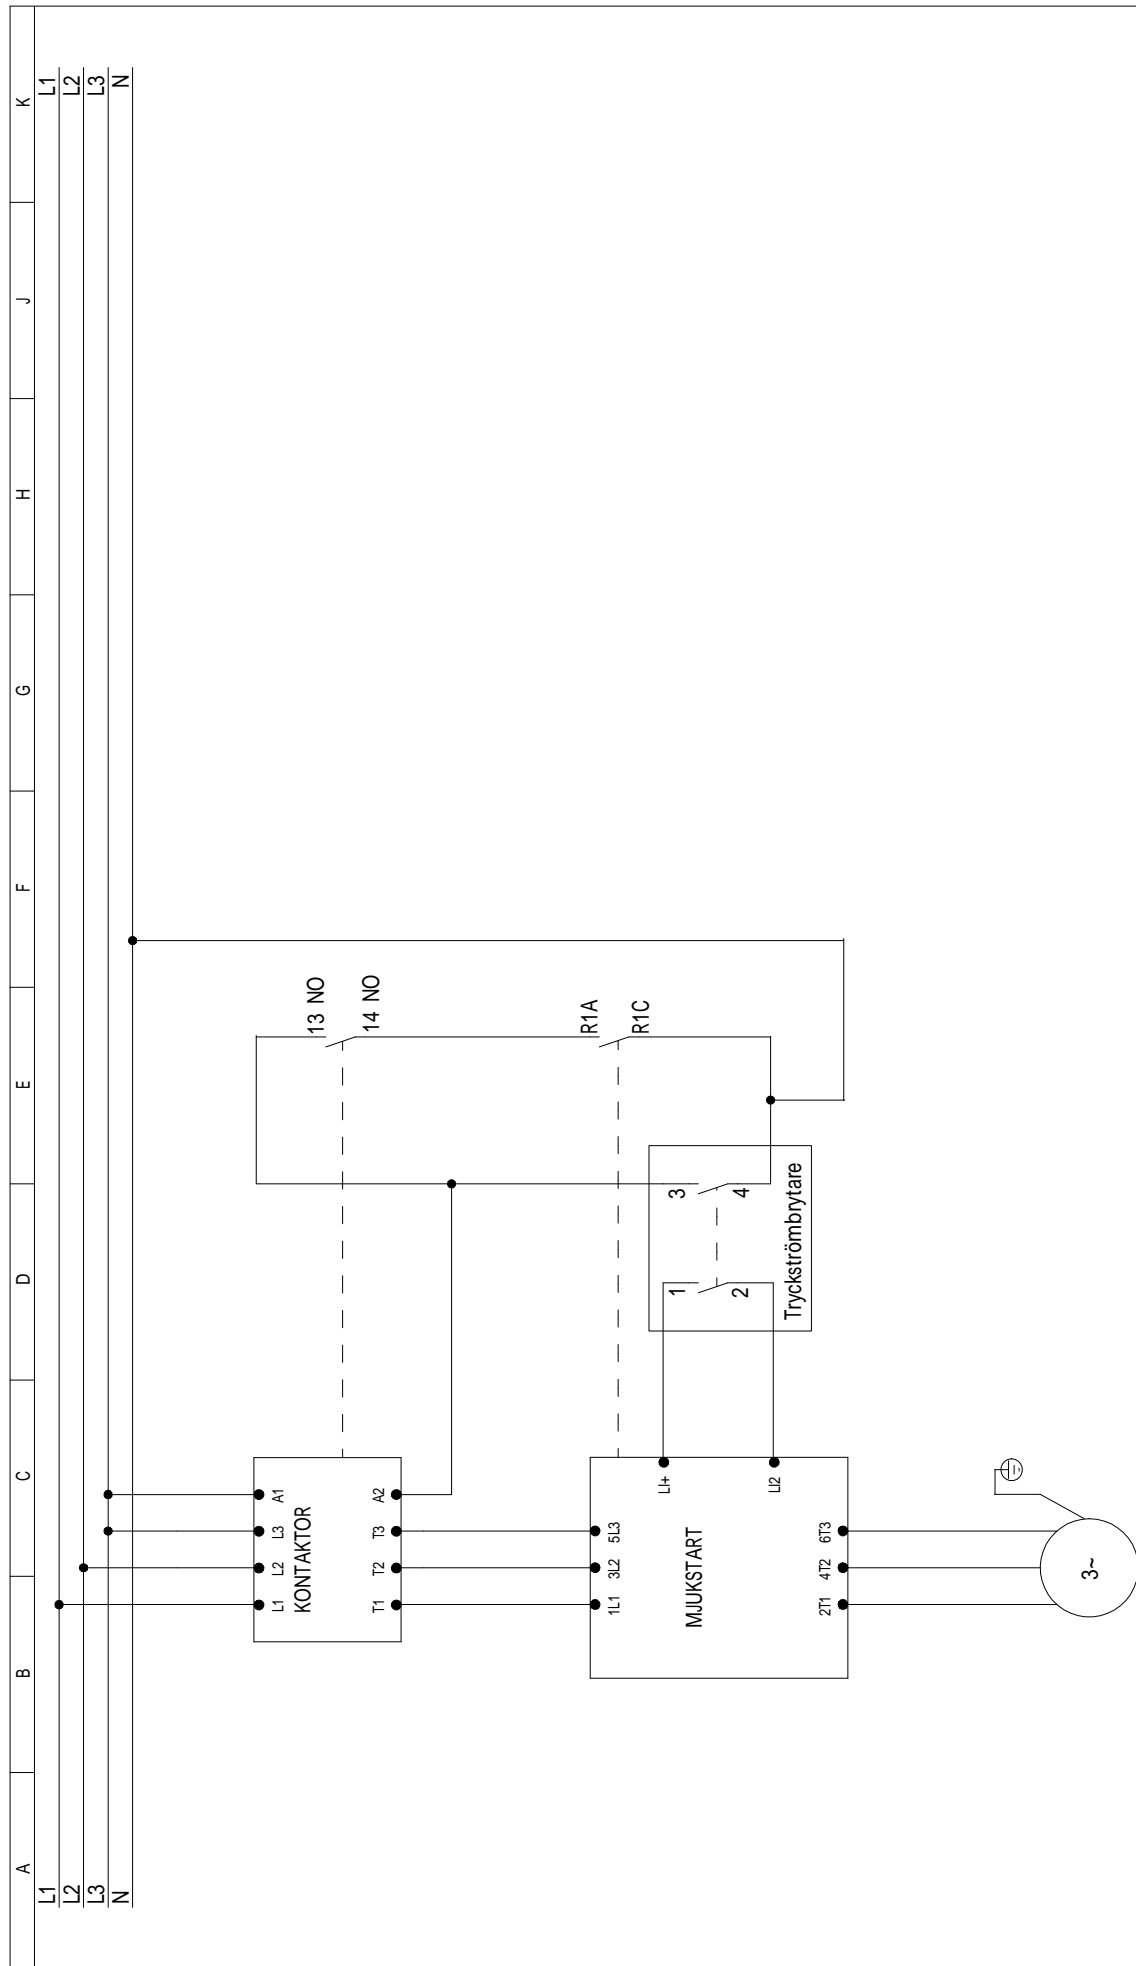 A B C D E F G H J K
L1 L1
L2 L2
L3 L3
N N
L1 L2 L3 A1
KONTAKTOR
T1 T2 T3 A2
13 NO
14 NO
R1A
R1C
1L1 3L2 5L3
MJUKSTART
LI+
LI2
1 3
2 4
Tryckströmbrytare
2T1 4T2 6T3
3~